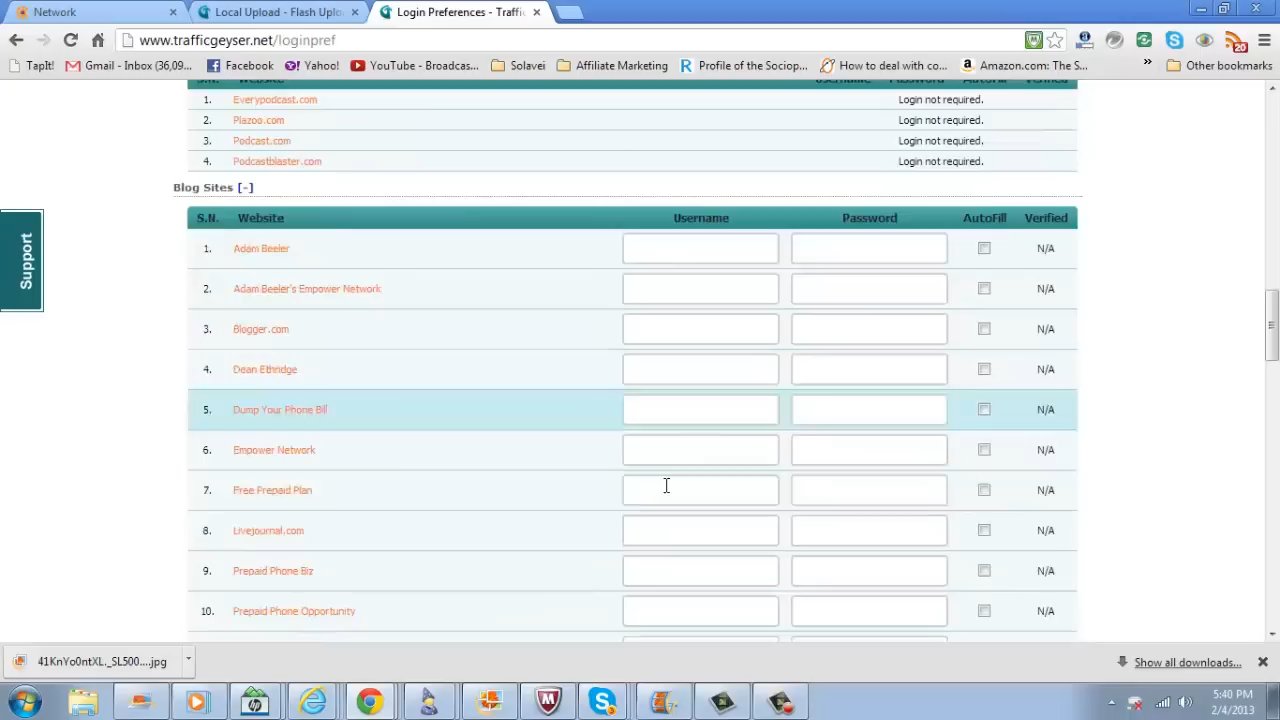 Network
Local Upload - Flash Uplo
Login Preferences - Traffi
www.trafficgeyser.net/loginpref
20
TapIt!
Gmail - Inbox (36,09...
Facebook
Yahoo!
YouTube - Broadcas...
Solavei
Affiliate Marketing
Profile of the Sociop...
How to deal with co...
Amazon.com: The S...
»
Other bookmarks
S.N. Website Username Password AutoFill Verified
1. Everypodcast.com Login not required.
2. Plazoo.com Login not required.
3. Podcast.com Login not required.
4. Podcastblaster.com Login not required.
Blog Sites [-]
Support
S.N. Website Username Password AutoFill Verified
1. Adam Beeler N/A
2. Adam Beeler's Empower Network N/A
3. Blogger.com N/A
4. Dean Ethridge N/A
5. Dump Your Phone Bill N/A
6. Empower Network N/A
7. Free Prepaid Plan N/A
8. Livejournal.com N/A
9. Prepaid Phone Biz N/A
10. Prepaid Phone Opportunity N/A
41KnYo0ntXL._SL500....jpg
Show all downloads...
5:40 PM
2/4/2013